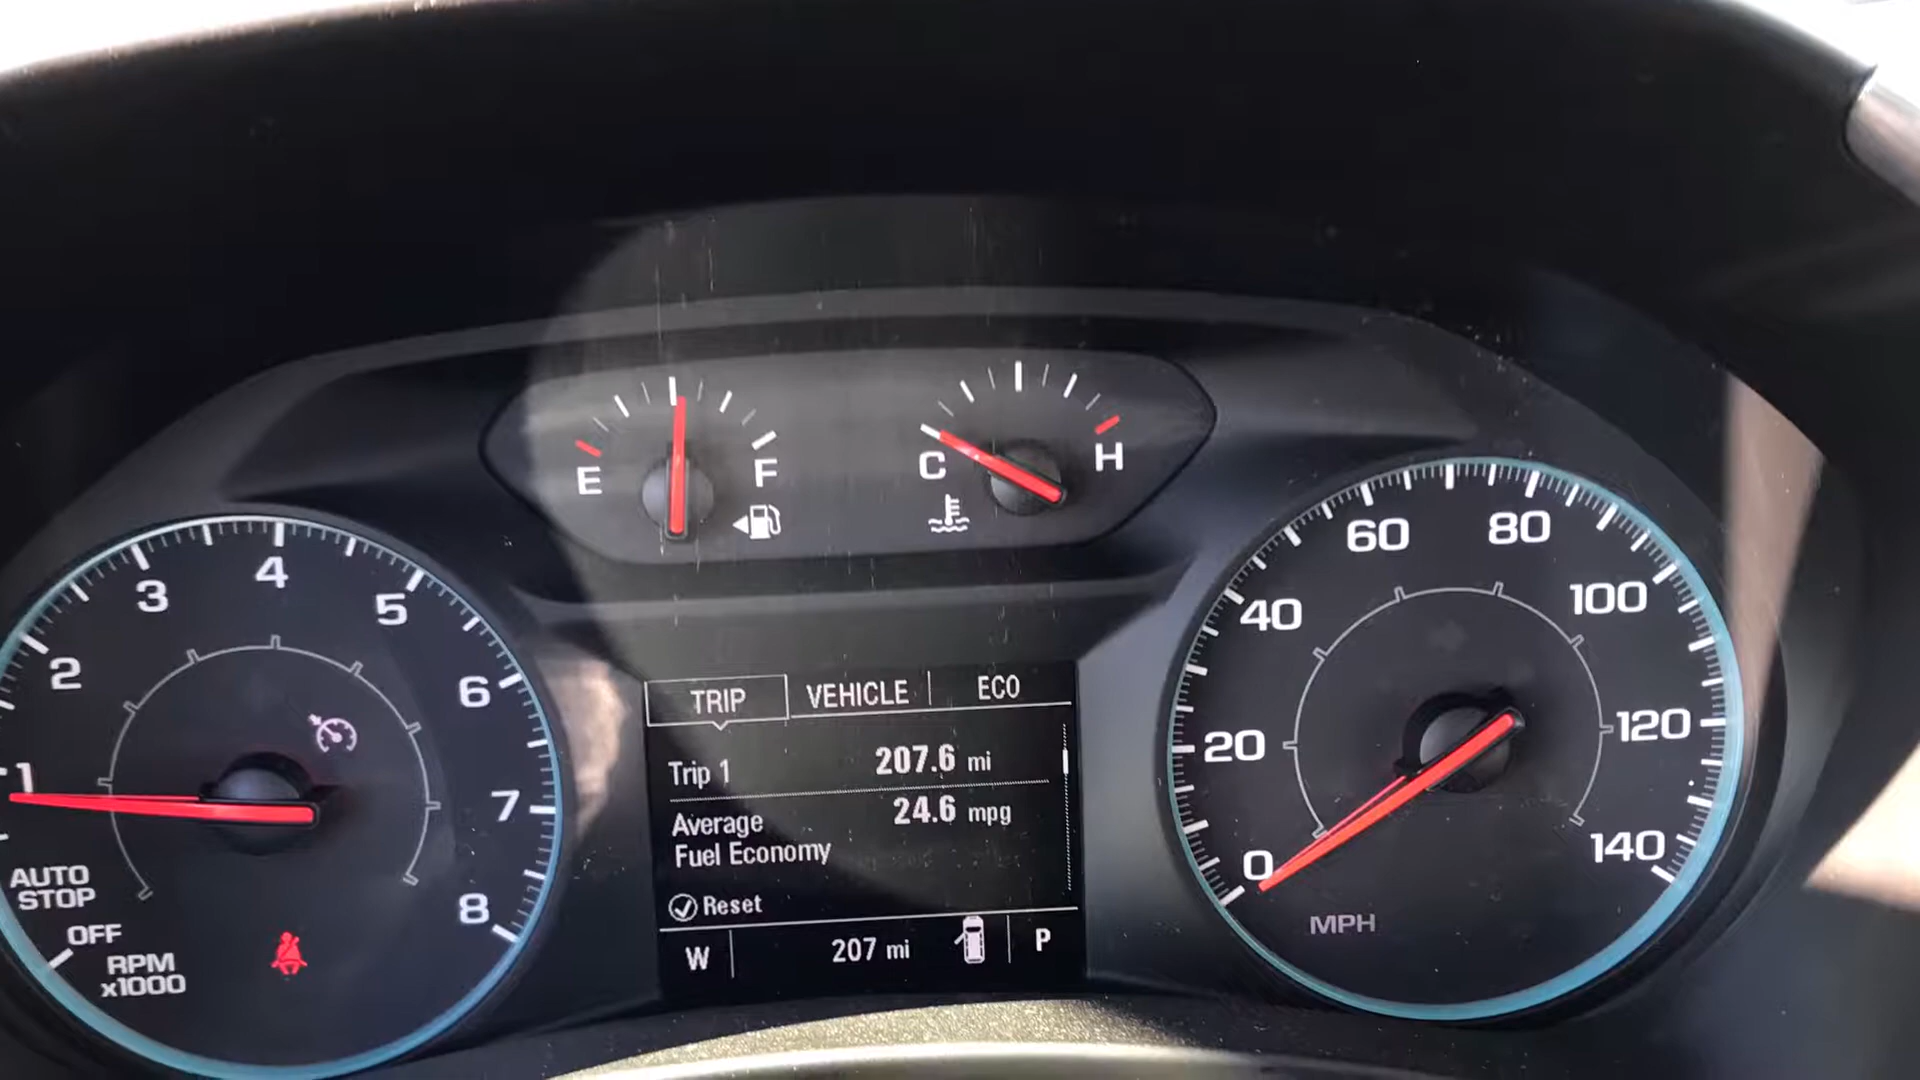 E
F
C
H
1
2
3
4
5
6
7
8
AUTO
STOP
OFF
RPM
x1000
TRIP VEHICLE ECO
Trip 1 207.6 mi
Average 24.6 mpg
Fuel Economy
Reset
W 207 mi P
0
20
40
60
80
100
120
140
MPH